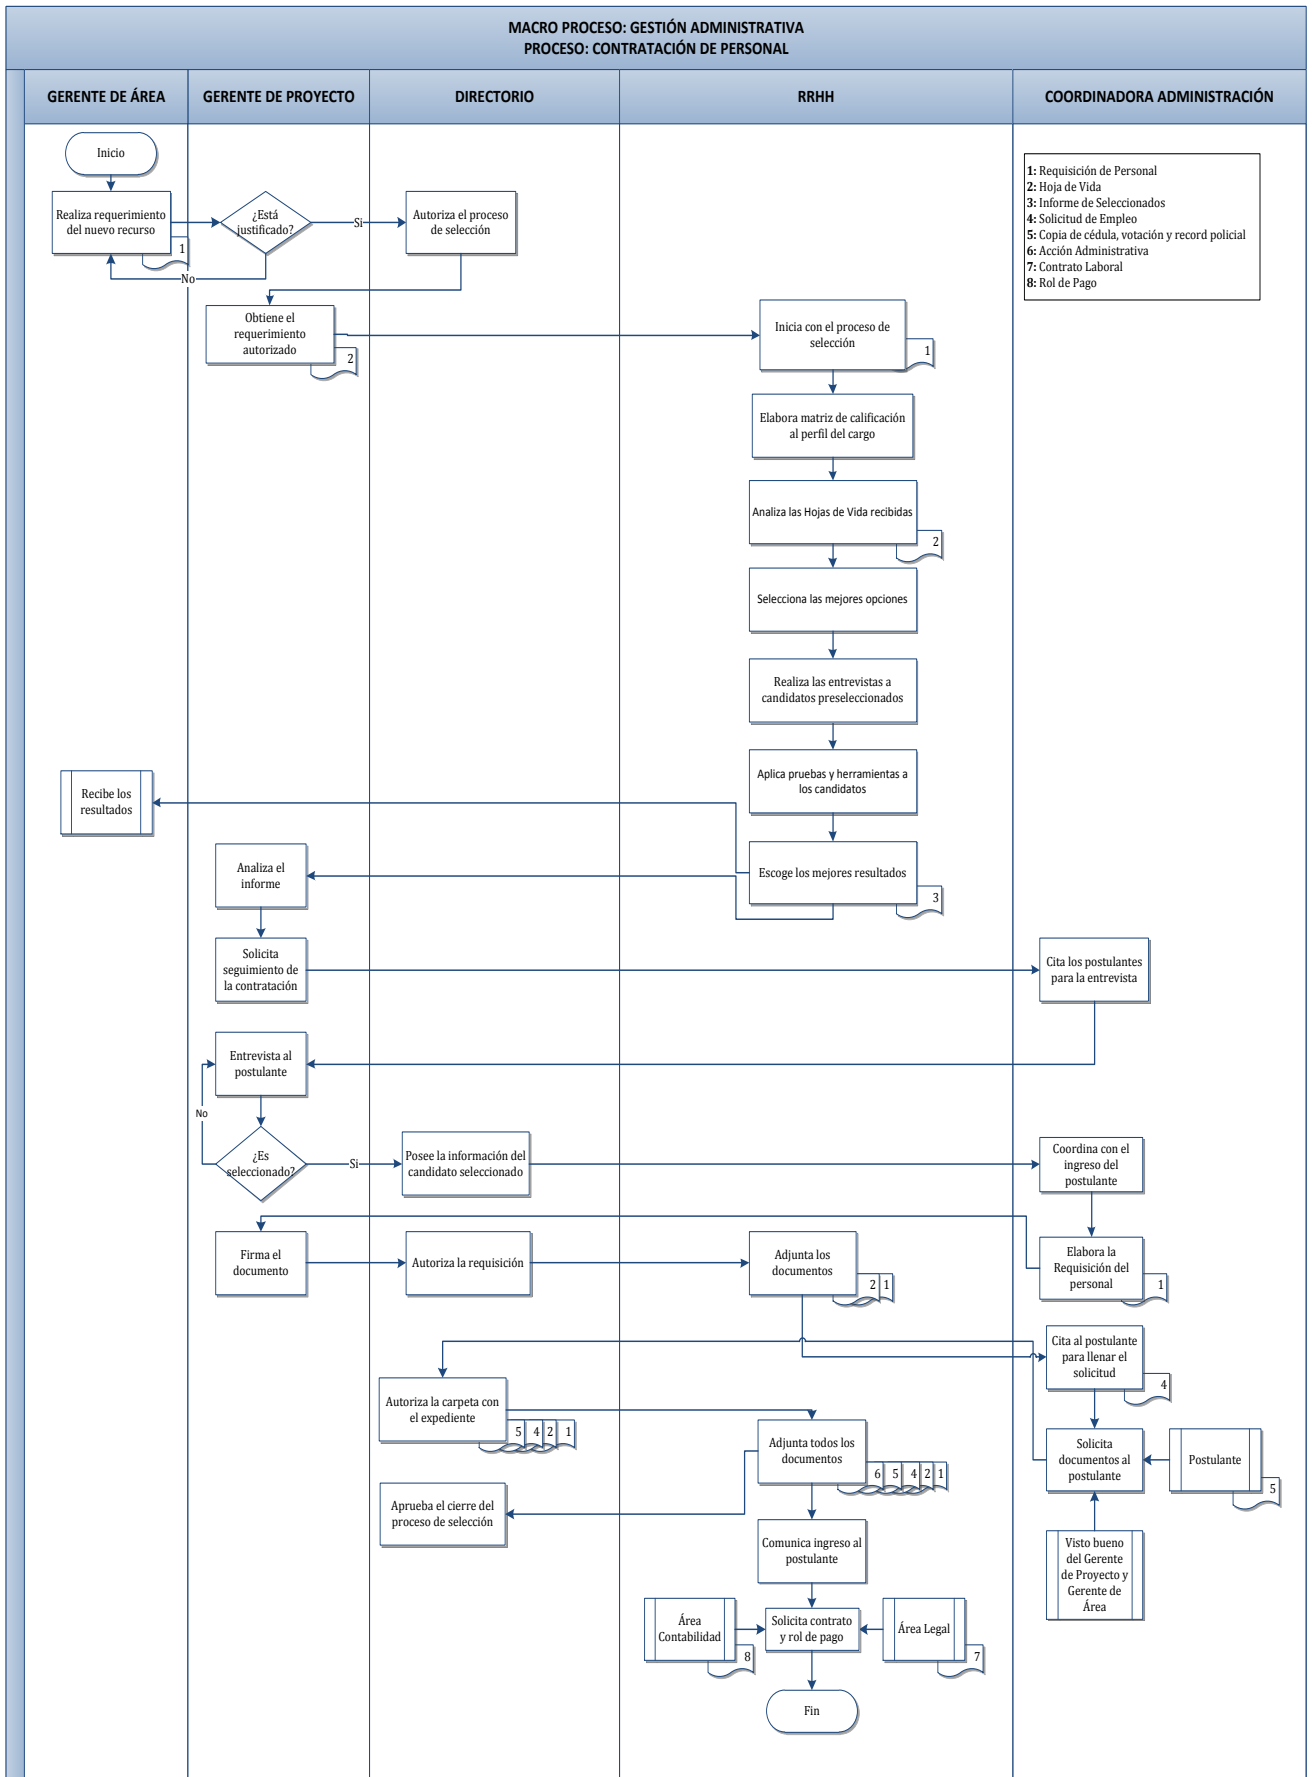 MACRO PROCESO: GESTIÓN ADMINISTRATIVA
PROCESO: CONTRATACIÓN DE PERSONAL
GERENTE DE ÁREA
GERENTE DE PROYECTO
DIRECTORIO
RRHH
COORDINADORA ADMINISTRACIÓN
Inicio
1: Requisición de Personal
2: Hoja de Vida
3: Informe de Seleccionados
4: Solicitud de Empleo
5: Copia de cédula, votación y record policial
6: Acción Administrativa
7: Contrato Laboral
8: Rol de Pago
Realiza requerimiento
del nuevo recurso
1
¿Está
justificado?
Si
No
Autoriza el proceso
de selección
Obtiene el
requerimiento
autorizado
2
Inicia con el proceso de
selección
1
Elabora matriz de calificación
al perfil del cargo
Analiza las Hojas de Vida recibidas
2
Selecciona las mejores opciones
Realiza las entrevistas a
candidatos preseleccionados
Aplica pruebas y herramientas a
los candidatos
Recibe los
resultados
Escoge los mejores resultados
3
Analiza el
informe
Solicita
seguimiento de
la contratación
Cita los postulantes
para la entrevista
Entrevista al
postulante
No
¿Es
seleccionado?
Si
Posee la información del
candidato seleccionado
Coordina con el
ingreso del
postulante
Firma el
documento
Autoriza la requisición
Adjunta los
documentos
2 1
Elabora la
Requisición del
personal
1
Cita al postulante
para llenar el
solicitud
4
Autoriza la carpeta con
el expediente
5 4 2 1
Adjunta todos los
documentos
6 5 4 2 1
Solicita
documentos al
postulante
Postulante
5
Aprueba el cierre del
proceso de selección
Comunica ingreso al
postulante
Visto bueno
del Gerente
de Proyecto y
Gerente de
Área
Área
Contabilidad
8
Solicita contrato
y rol de pago
Área Legal
7
Fin